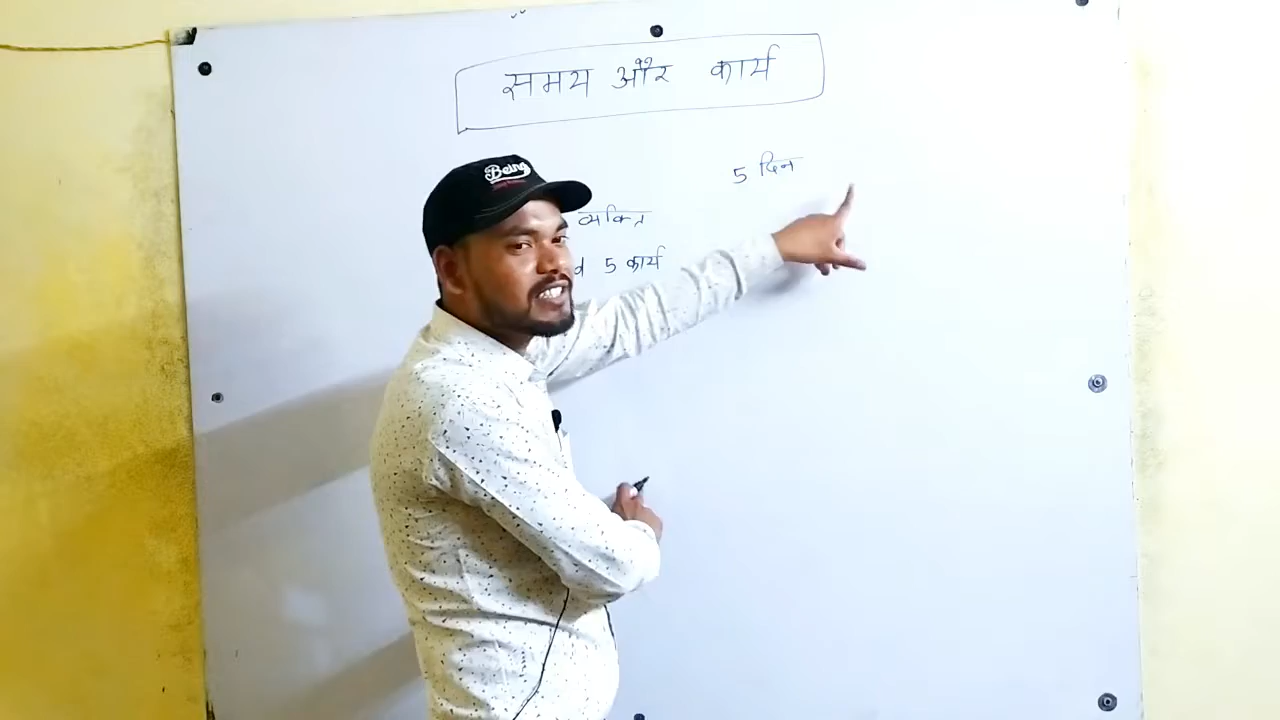 समय और कार्य
5 दिन
व्यक्ति
5 कार्य
Being